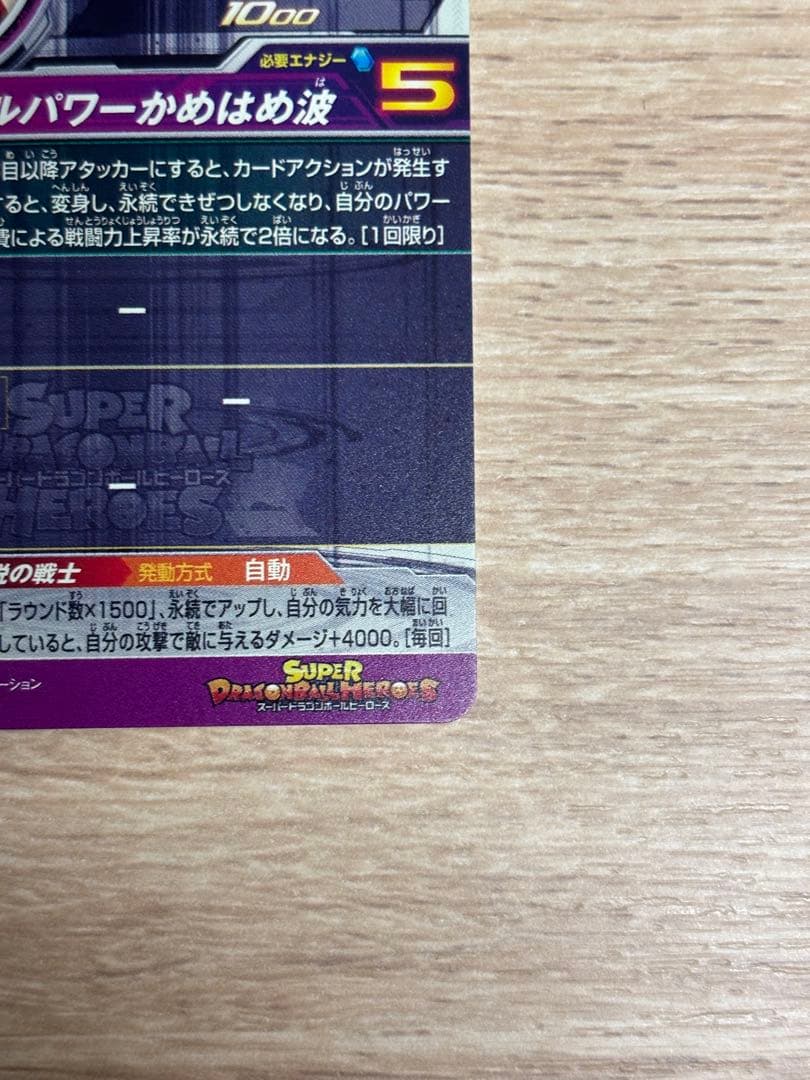 1000
必要エナジー 5
ルパワーかめはめ波
目以降アタッカーにすると、カードアクションが発生す
すると、変身し、永続できぜつしなくなり、自分のパワー
費による戦闘力上昇率が永続で2倍になる。[1回限り]
ー
ー
SUPER
DRAGONBALL
スーパードラゴンボールヒーローズ
HEROES
ー
説の戦士 発動方式 自動
「ラウンド数×1500」、永続でアップし、自分の気力を大幅に回
していると、自分の攻撃で敵に与えるダメージ+4000。[毎回]
ーション
SUPER
DRAGONBALL HEROES
スーパードラゴンボールヒーローズ